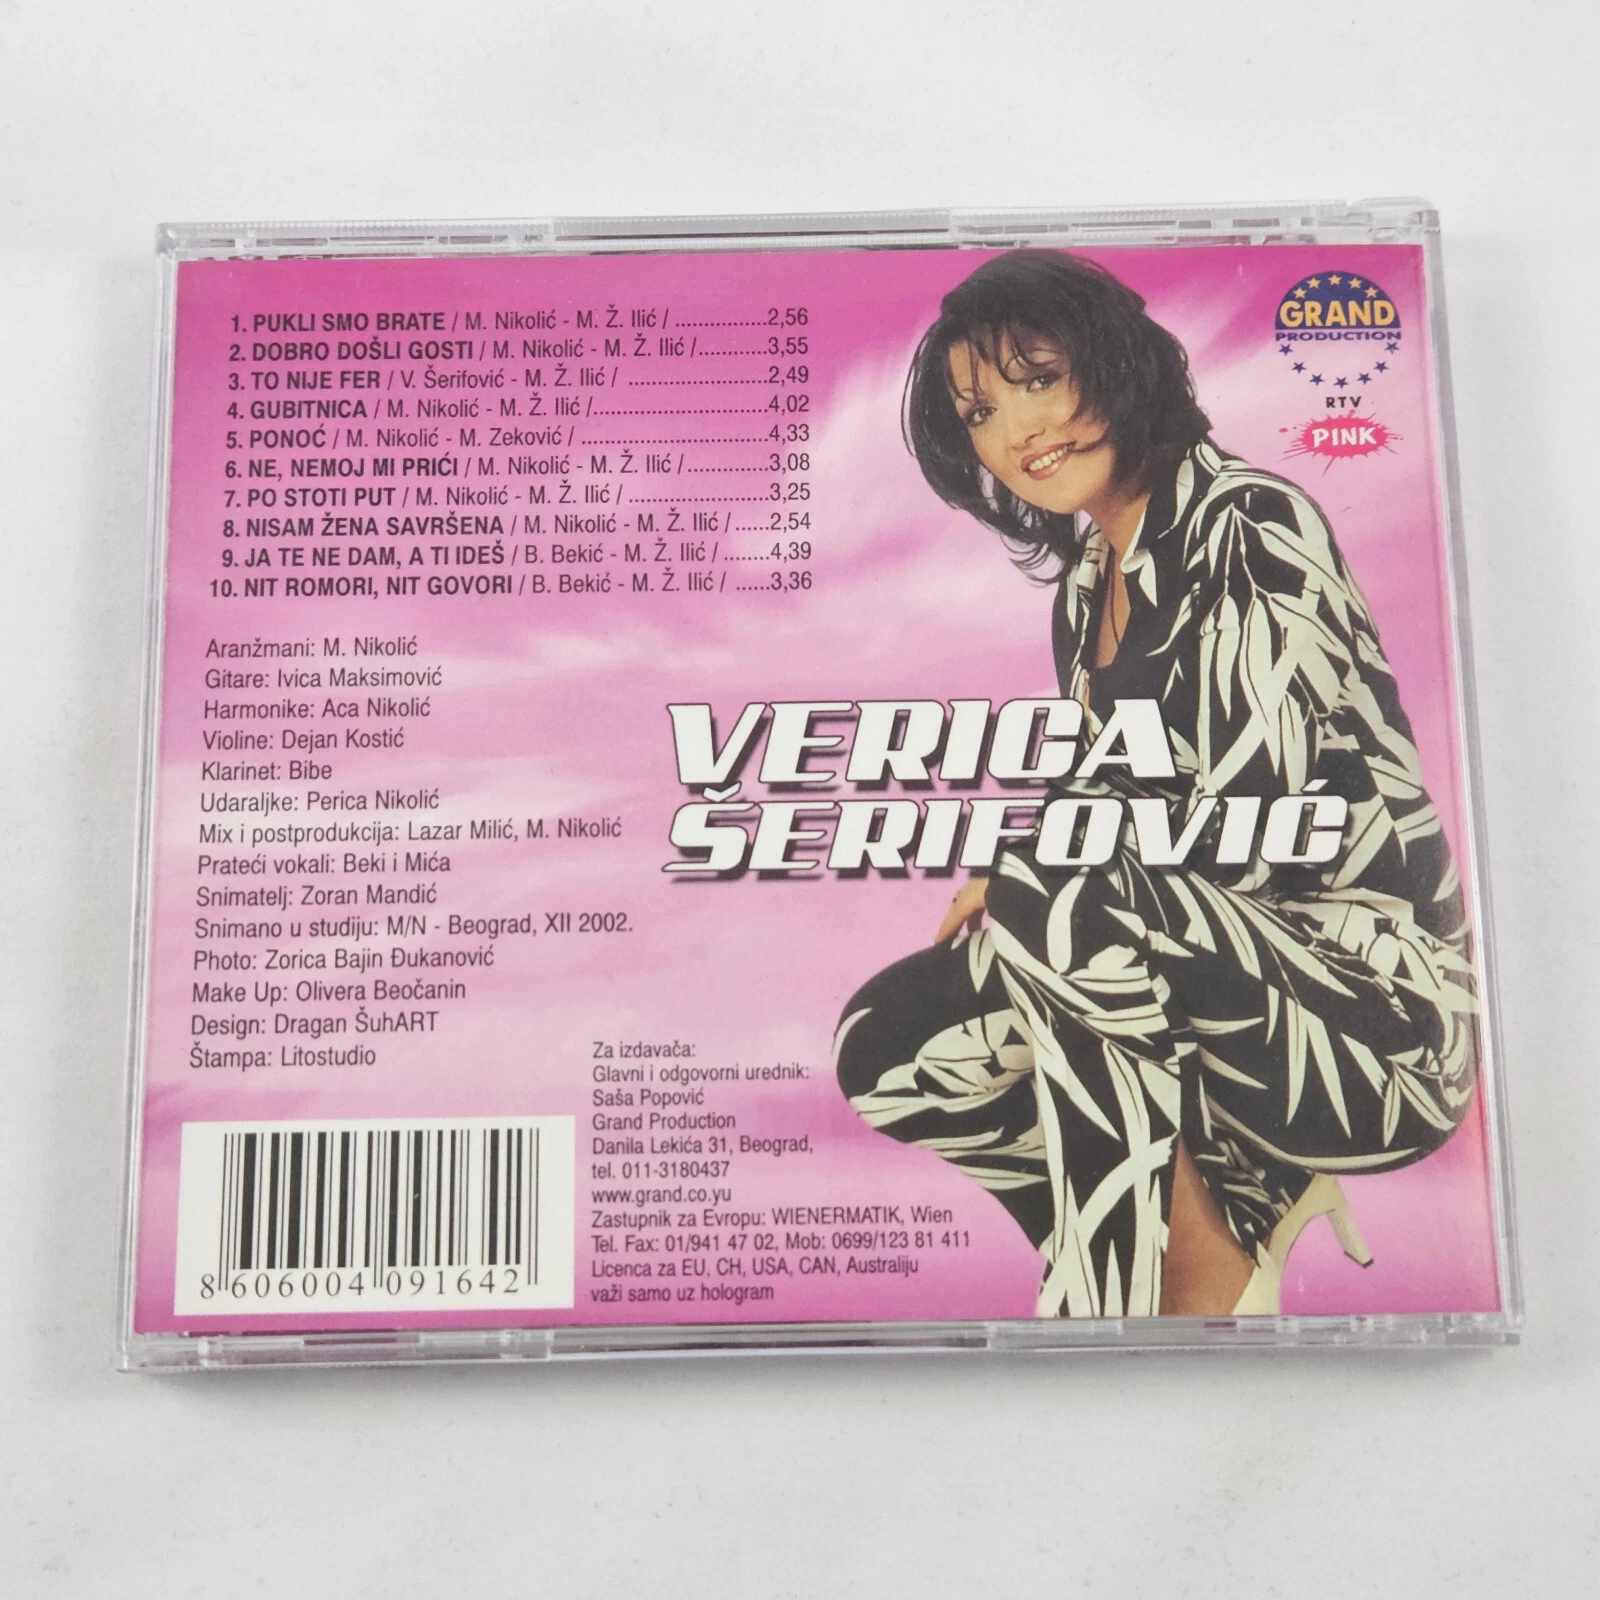 1. PUKLI SMO BRATE / M. Nikolić - M. Ž. Ilić / ................2,56
2. DOBRO DOŠLI GOSTI / M. Nikolić - M. Ž. Ilić /............3,55
3. TO NIJE FER / V. Šerifović - M. Ž. Ilić / ........................2,49
4. GUBITNICA / M. Nikolić - M. Ž. Ilić /..............................4,02
5. PONOĆ / M. Nikolić - M. Zeković / ................................4,33
6. NE, NEMOJ MI PRIĆI / M. Nikolić - M. Ž. Ilić /..............3,08
7. PO STOTI PUT / M. Nikolić - M. Ž. Ilić / ........................3,25
8. NISAM ŽENA SAVRŠENA / M. Nikolić - M. Ž. Ilić /......2,54
9. JA TE NE DAM, A TI IDEŠ / B. Bekić - M. Ž. Ilić / ........4,39
10. NIT ROMORI, NIT GOVORI / B. Bekić - M. Ž. Ilić / ......3,36
GRAND
PRODUCTION
RTV
PINK
Aranžmani: M. Nikolić
Gitare: Ivica Maksimović
Harmonike: Aca Nikolić
Violine: Dejan Kostić
Klarinet: Bibe
Udaraljke: Perica Nikolić
Mix i postprodukcija: Lazar Milić, M. Nikolić
Prateći vokali: Beki i Mića
Snimatelj: Zoran Mandić
Snimano u studiju: M/N - Beograd, XII 2002.
Photo: Zorica Bajin Đukanović
Make Up: Olivera Beočanin
Design: Dragan ŠuhART
Štampa: Litostudio
VERICA
ŠERIFOVIĆ
Za izdavača:
Glavni i odgovorni urednik:
Saša Popović
Grand Production
Danila Lekića 31, Beograd,
tel. 011-3180437
www.grand.co.yu
Zastupnik za Evropu: WIENERMATIK, Wien
Tel. Fax: 01/941 47 02, Mob: 0699/123 81 411
Licenca za EU, CH, USA, CAN, Australiju
važi samo uz hologram
8 606004 091642